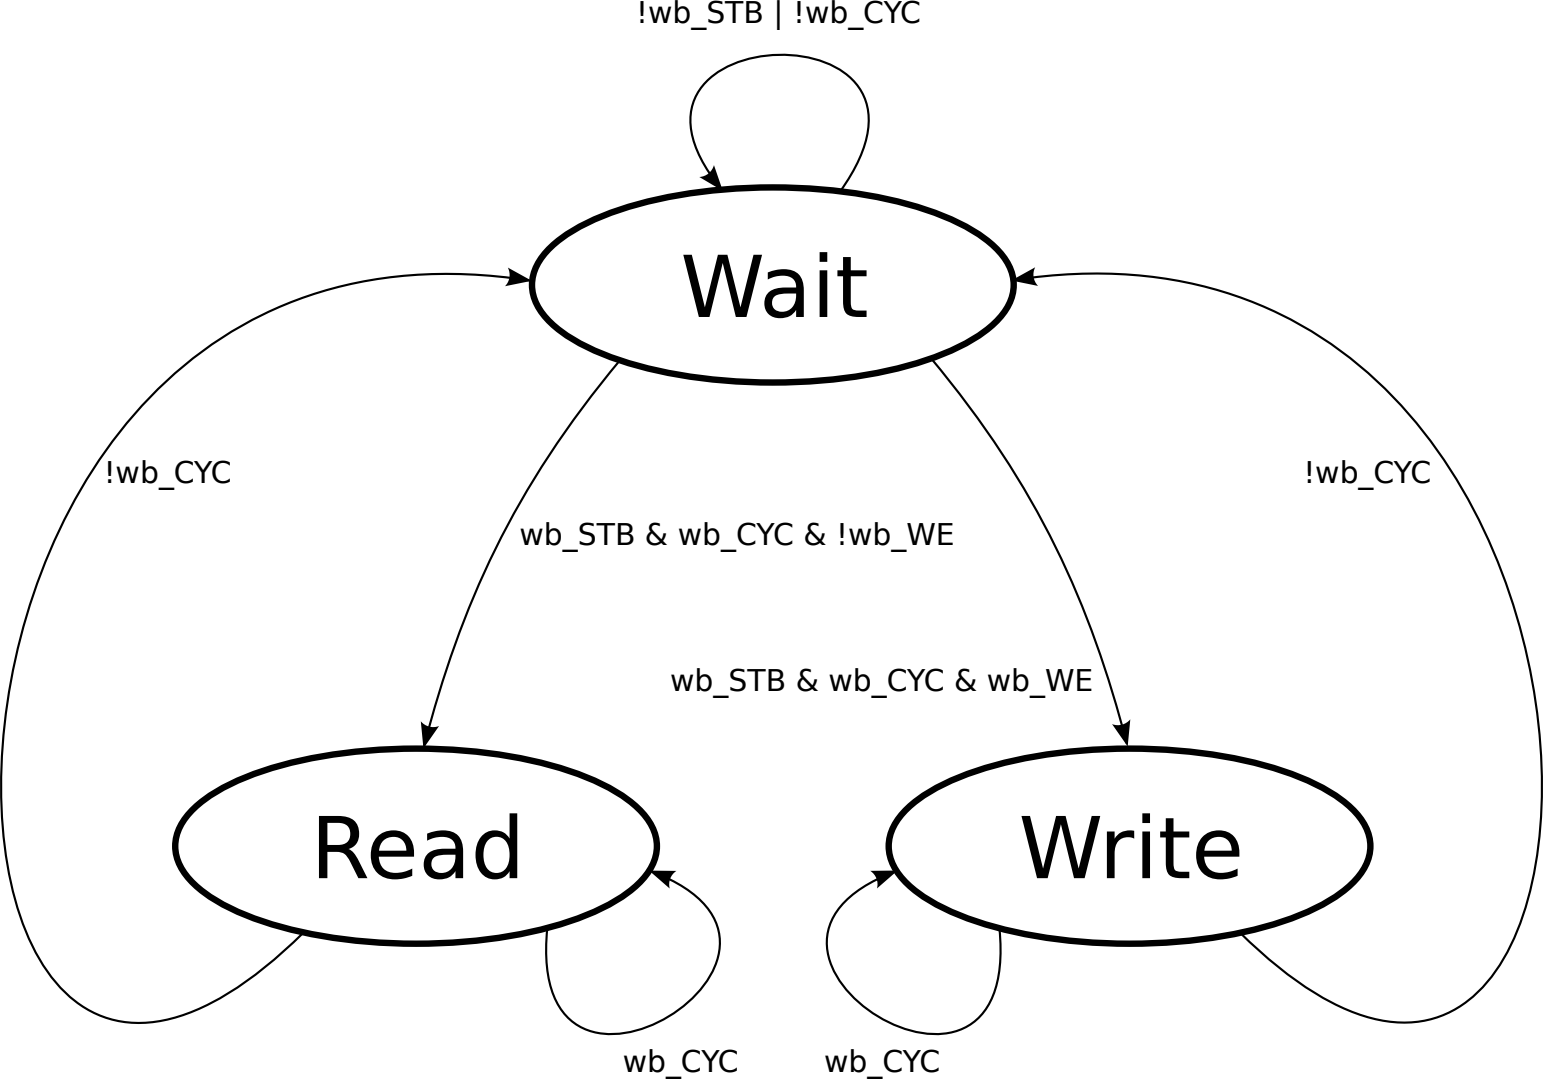 !wb_STB | !wb_CYC
Wait
!wb_CYC
!wb_CYC
wb_STB & wb_CYC & !wb_WE
wb_STB & wb_CYC & wb_WE
Read
Write
wb_CYC
wb_CYC